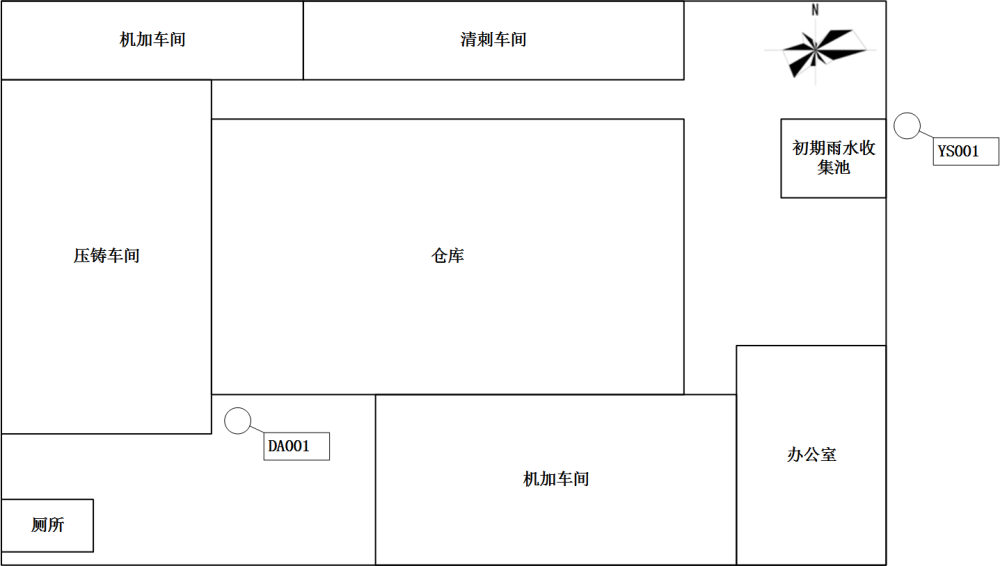 N
机加车间
清刺车间
初期雨水收
集池
YS001
压铸车间
仓库
DA001
机加车间
办公室
厕所